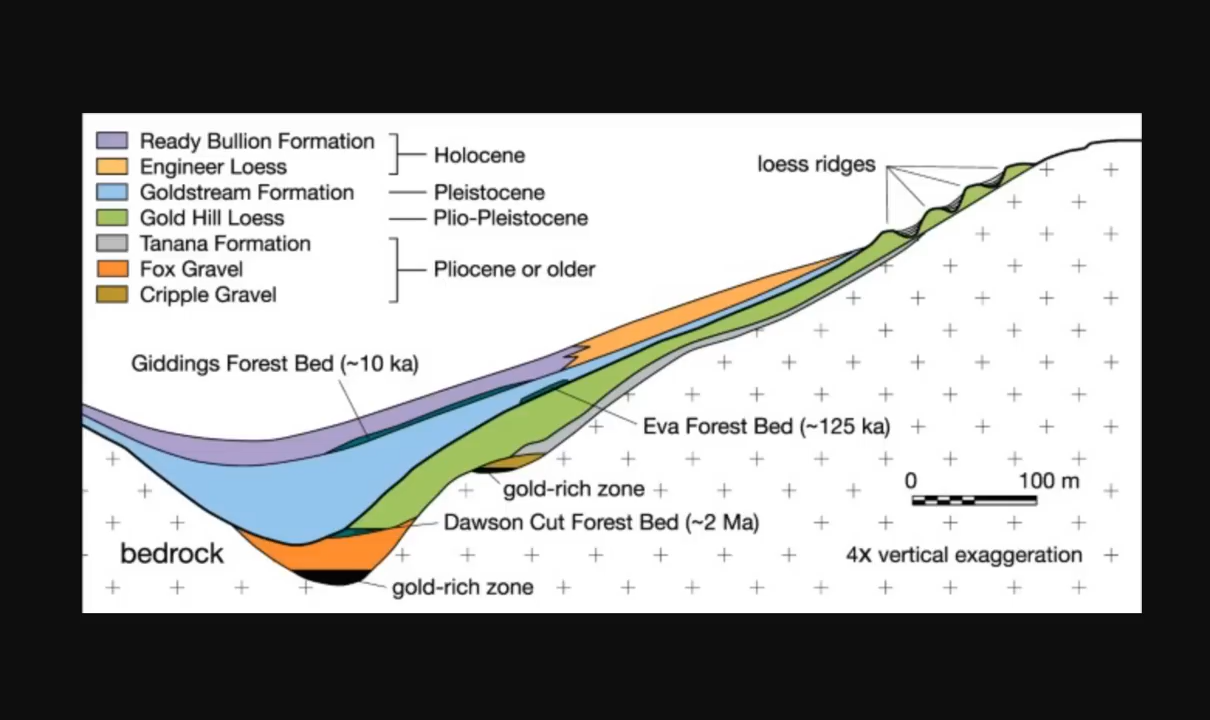 Ready Bullion Formation
Engineer Loess
Holocene
Goldstream Formation
Pleistocene
Gold Hill Loess
Plio-Pleistocene
Tanana Formation
Fox Gravel
Pliocene or older
Cripple Gravel
loess ridges
Giddings Forest Bed (~10 ka)
Eva Forest Bed (~125 ka)
0 100 m
gold-rich zone
Dawson Cut Forest Bed (~2 Ma)
bedrock
4X vertical exaggeration
gold-rich zone